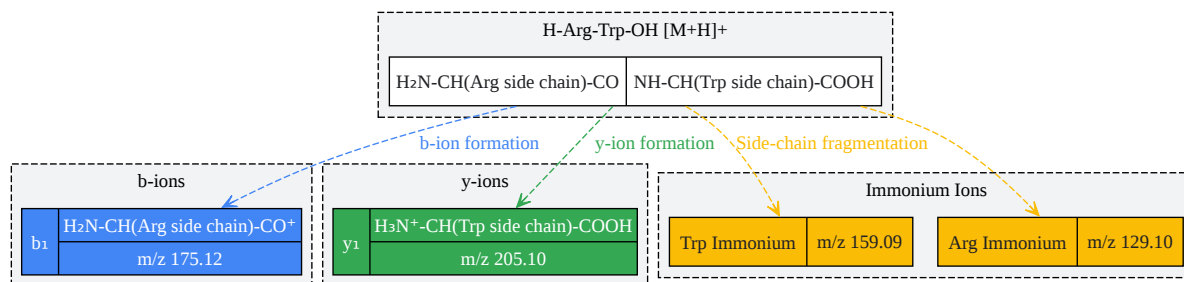 H-Arg-Trp-OH [M+H]+
H₂N-CH(Arg side chain)-CO NH-CH(Trp side chain)-COOH
b-ion formation y-ion formation Side-chain fragmentation
b-ions y-ions Immonium Ions
b₁ H₂N-CH(Arg side chain)-CO⁺
m/z 175.12
y₁ H₃N⁺-CH(Trp side chain)-COOH
m/z 205.10
Trp Immonium m/z 159.09
Arg Immonium m/z 129.10